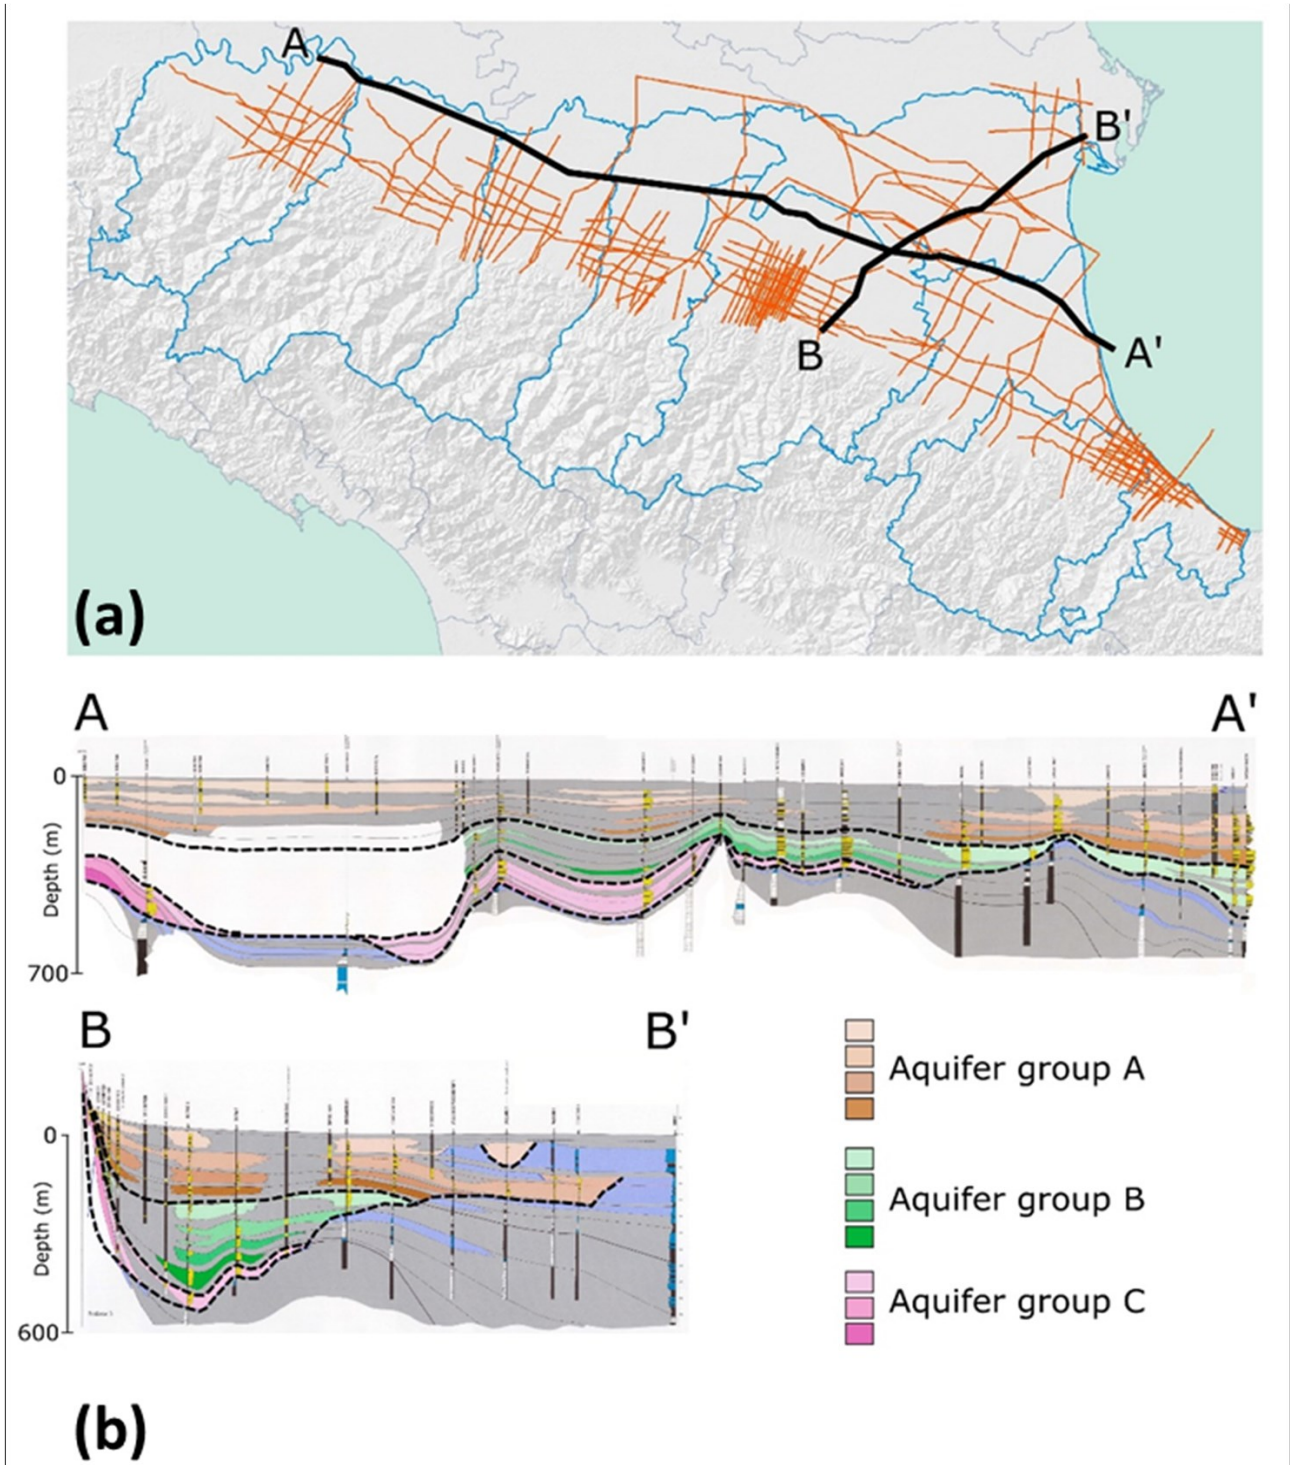 A
B'
B
A'
(a)
A
A'
0
Depth (m)
700
B
B'
0
Depth (m)
600
Aquifer group A
Aquifer group B
Aquifer group C
(b)